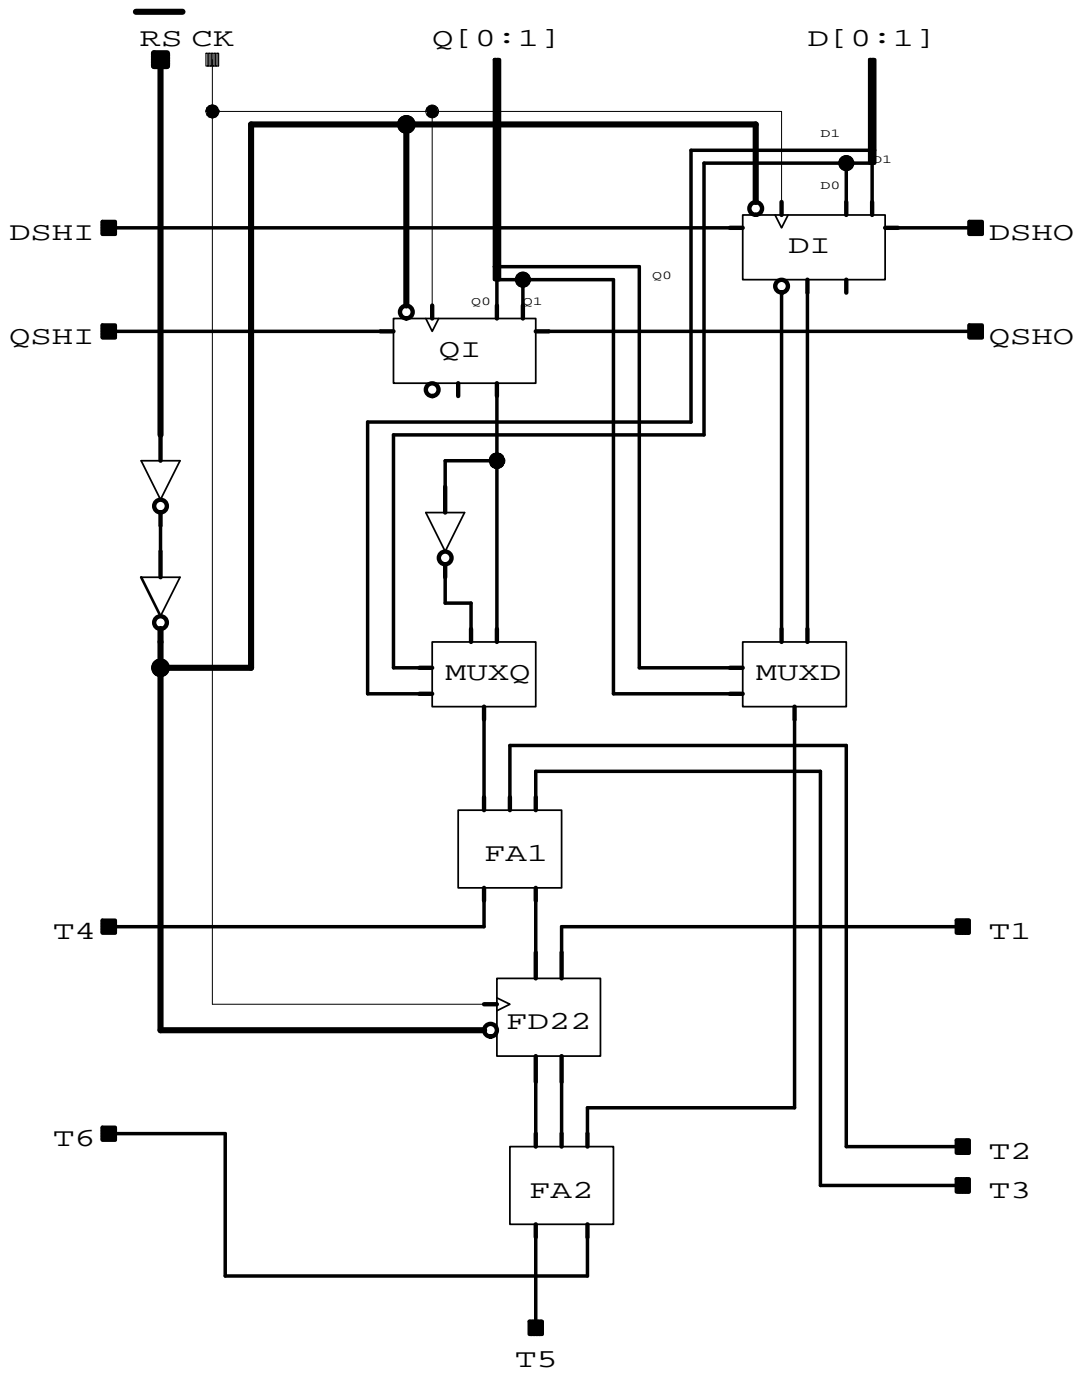 RS CK Q[0:1] D[0:1]
D1
D1
D0
DSHI DI DSHO
Q0
Q0 Q1
QSHI QI QSHO
MUXQ MUXD
FA1
T4 T1
FD22
T6 T2
FA2 T3
T5